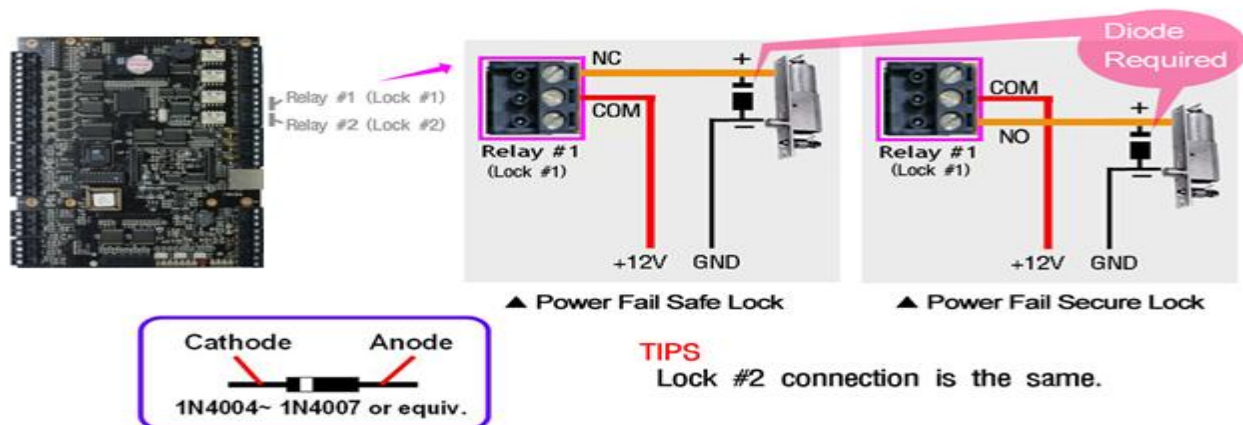 Relay #1 (Lock #1)
Relay #2 (Lock #2)
NC
COM
Relay #1
(Lock #1)
+
−
+12V GND
▲ Power Fail Safe Lock
Diode
Required
COM
NO
Relay #1
(Lock #1)
+
−
+12V GND
▲ Power Fail Secure Lock
Cathode Anode
1N4004~ 1N4007 or equiv.
TIPS
Lock #2 connection is the same.